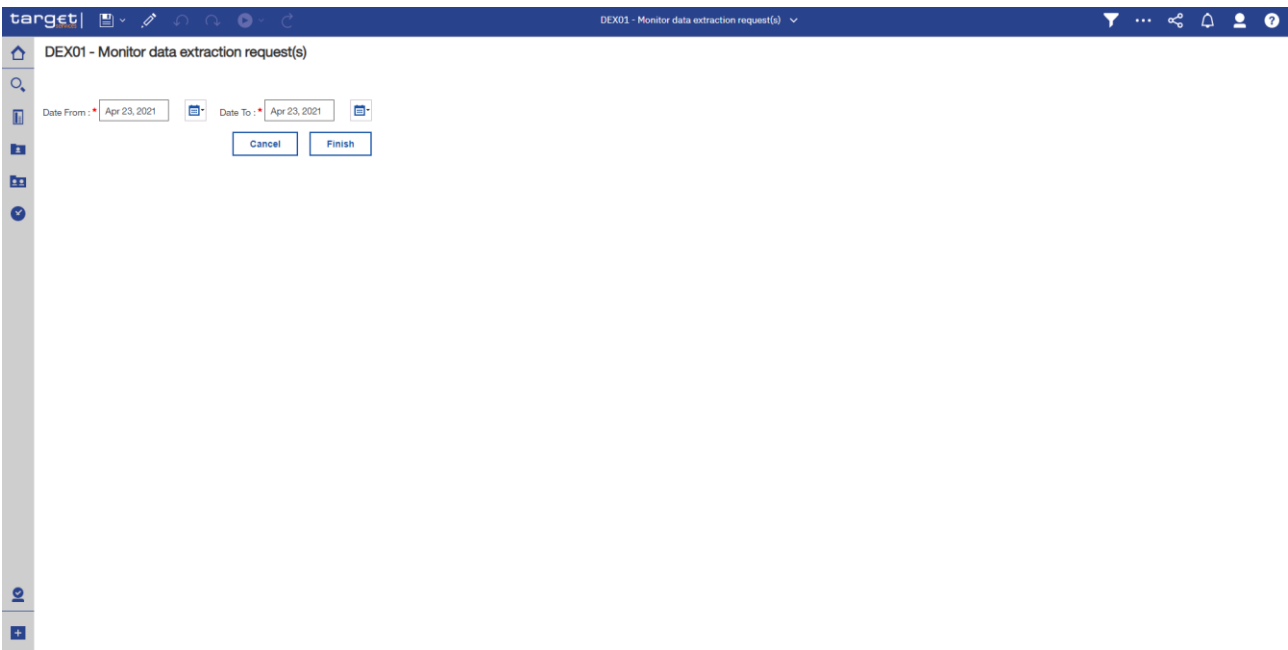 target|
DEX01 - Monitor data extraction request(s)
DEX01 - Monitor data extraction request(s)
Date From : * Apr 23, 2021 Date To : * Apr 23, 2021
Cancel Finish